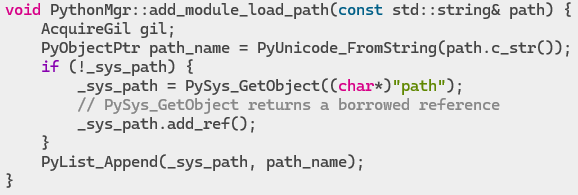 void PythonMgr::add_module_load_path(const std::string& path) {
    AcquireGil gil;
    PyObjectPtr path_name = PyUnicode_FromString(path.c_str());
    if (!_sys_path) {
        _sys_path = PySys_GetObject((char*)"path");
        // PySys_GetObject returns a borrowed reference
        _sys_path.add_ref();
    }
    PyList_Append(_sys_path, path_name);
}